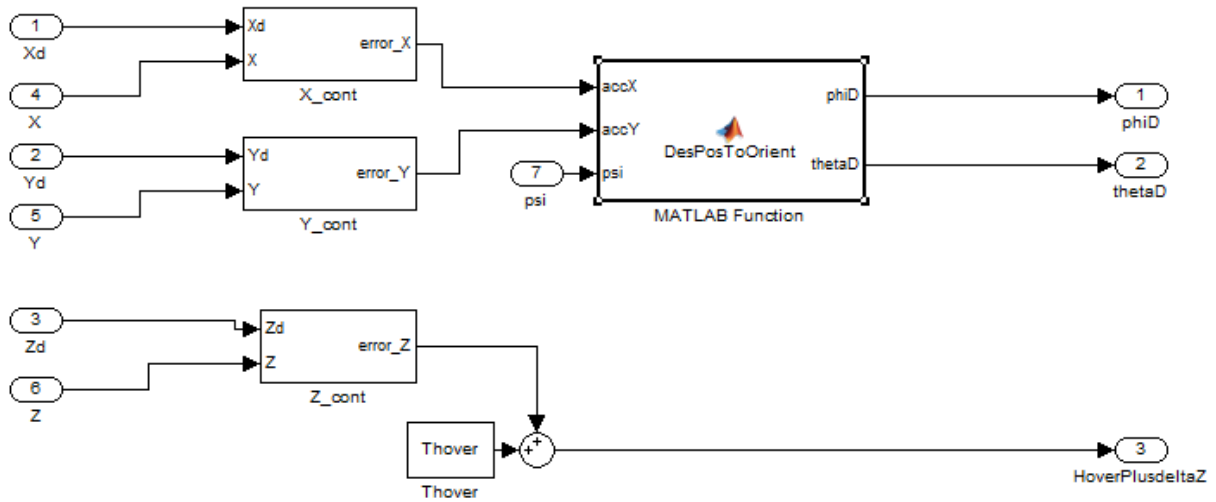 1
Xd
4
X
Xd
X
error_X
X_cont
2
Yd
5
Y
Yd
Y
error_Y
Y_cont
7
psi
accX
accY
psi
DesPosToOrient
phiD
thetaD
MATLAB Function
1
phiD
2
thetaD
3
Zd
6
Z
Zd
Z
error_Z
Z_cont
Thover
Thover
+
+
3
HoverPlusdeltaZ